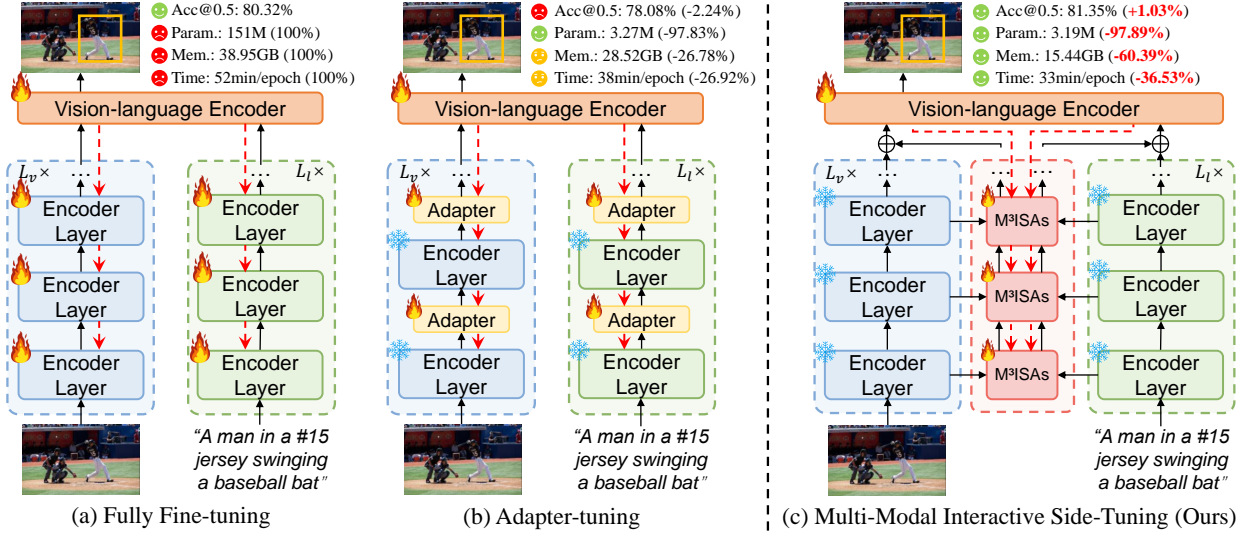 Acc@0.5: 80.32%
Param.: 151M (100%)
Mem.: 38.95GB (100%)
Time: 52min/epoch (100%)
Vision-language Encoder
L_v ×
...
...
L_l ×
Encoder Layer
Encoder Layer
Encoder Layer
Encoder Layer
Encoder Layer
Encoder Layer
“A man in a #15
jersey swinging
a baseball bat”
(a) Fully Fine-tuning
Acc@0.5: 78.08% (-2.24%)
Param.: 3.27M (-97.83%)
Mem.: 28.52GB (-26.78%)
Time: 38min/epoch (-26.92%)
Vision-language Encoder
L_v ×
...
...
L_l ×
Adapter
Adapter
Encoder Layer
Encoder Layer
Adapter
Adapter
Encoder Layer
Encoder Layer
“A man in a #15
jersey swinging
a baseball bat”
(b) Adapter-tuning
Acc@0.5: 81.35% (+1.03%)
Param.: 3.19M (-97.89%)
Mem.: 15.44GB (-60.39%)
Time: 33min/epoch (-36.53%)
Vision-language Encoder
L_v ×
...
...
...
...
L_l ×
Encoder Layer
M³ISAs
Encoder Layer
Encoder Layer
M³ISAs
Encoder Layer
Encoder Layer
M³ISAs
Encoder Layer
“A man in a #15
jersey swinging
a baseball bat”
(c) Multi-Modal Interactive Side-Tuning (Ours)